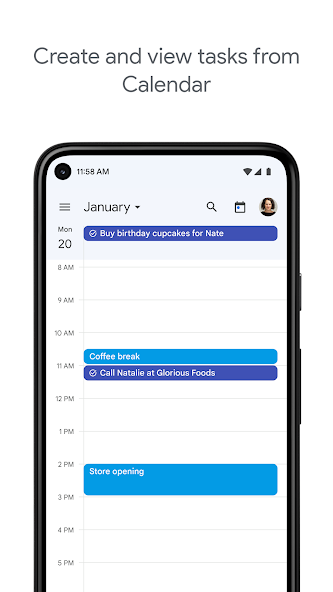 Create and view tasks from
Calendar
11:58 AM
January
Mon
20
Buy birthday cupcakes for Nate
8 AM
9 AM
10 AM
Coffee break
11 AM
Call Natalie at Glorious Foods
12 PM
1 PM
2 PM
Store opening
3 PM
4 PM
5 PM